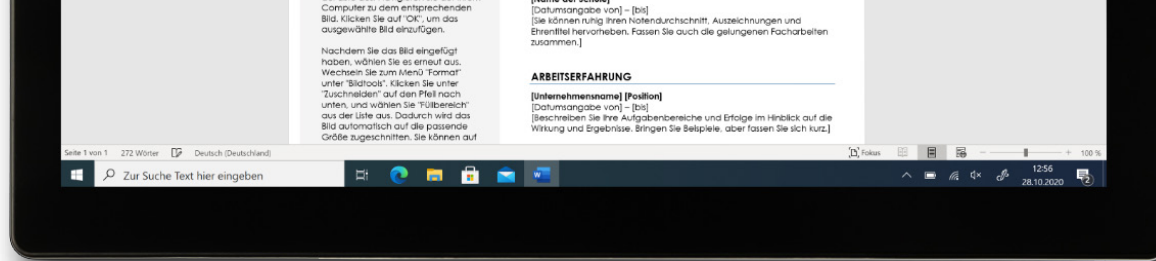 Computer zu dem entsprechenden
Bild. Klicken Sie auf "OK", um das
ausgewählte Bild einzufügen.
Nachdem Sie das Bild eingefügt
haben, wählen Sie es erneut aus.
Wechseln Sie zum Menü "Format"
unter "Bildtools". Klicken Sie unter
"Zuschneiden" auf den Pfeil nach
unten, und wählen Sie "Füllbereich"
aus der Liste aus. Dadurch wird das
Bild automatisch auf die passende
Größe zugeschnitten. Sie können auf
[Name der Schule]
[Datumsangabe von] – [bis]
[Sie können ruhig Ihren Notendurchschnitt, Auszeichnungen und
Ehrentitel hervorheben. Fassen Sie auch die gelungenen Facharbeiten
zusammen.]
ARBEITSERFAHRUNG
[Unternehmensname] [Position]
[Datumsangabe von] – [bis]
[Beschreiben Sie Ihre Aufgabenbereiche und Erfolge im Hinblick auf die
Wirkung und Ergebnisse. Bringen Sie Beispiele, aber fassen Sie sich kurz.]
Seite 1 von 1 272 Wörter Deutsch (Deutschland) Fokus 100 %
Zur Suche Text hier eingeben
12:56
28.10.2020
2